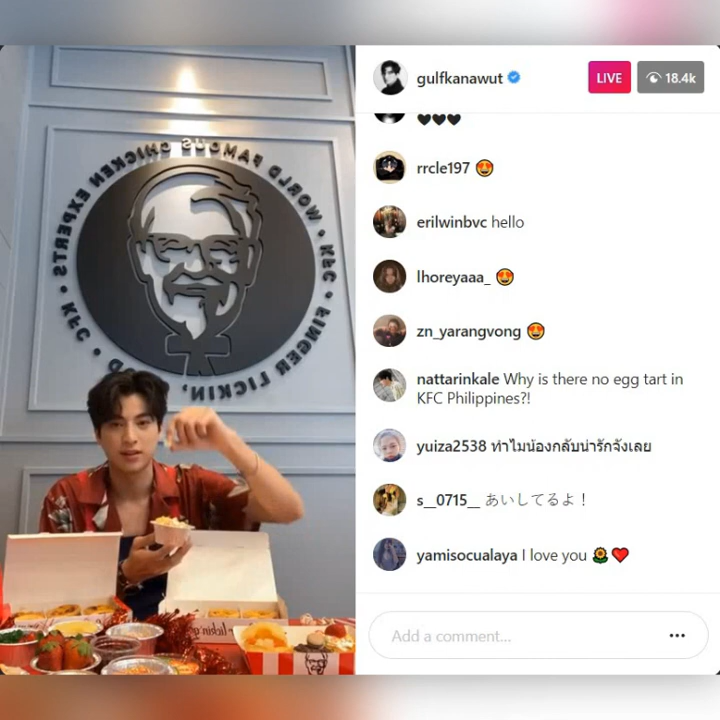 gulfkanawut
LIVE
18.4k
🖤🖤🖤
rrcle197 😍
erilwinbvc hello
lhoreyaaa_ 😍
zn_yarangvong 😍
nattarinkale Why is there no egg tart in
KFC Philippines?!
yuiza2538 ทำไมน้องกลับน่ารักจังเลย
s__0715__ あいしてるよ！
yamisocualaya I love you 🌻❤️
Add a comment...
WORLD FAMOUS CHICKEN EXPERTS
• KFC •
FINGER LICKIN'
KFC
lickin'